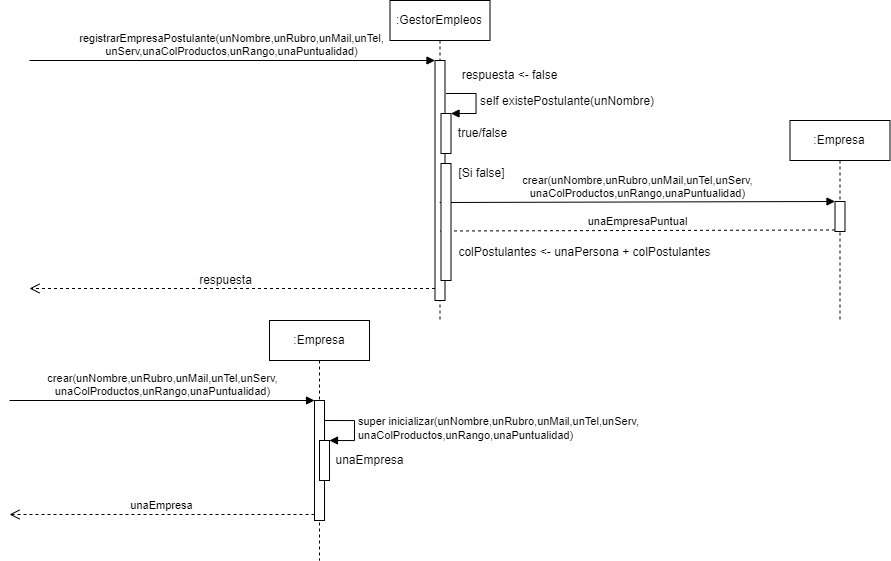 :GestorEmpleos
registrarEmpresaPostulante(unNombre,unRubro,unMail,unTel,
unServ,unaColProductos,unRango,unaPuntualidad)
respuesta <- false
self existePostulante(unNombre)
true/false
:Empresa
[Si false]
crear(unNombre,unRubro,unMail,unTel,unServ,
unaColProductos,unRango,unaPuntualidad)
unaEmpresaPuntual
colPostulantes <- unaPersona + colPostulantes
respuesta
:Empresa
crear(unNombre,unRubro,unMail,unTel,unServ,
unaColProductos,unRango,unaPuntualidad)
super inicializar(unNombre,unRubro,unMail,unTel,unServ,
unaColProductos,unRango,unaPuntualidad)
unaEmpresa
unaEmpresa